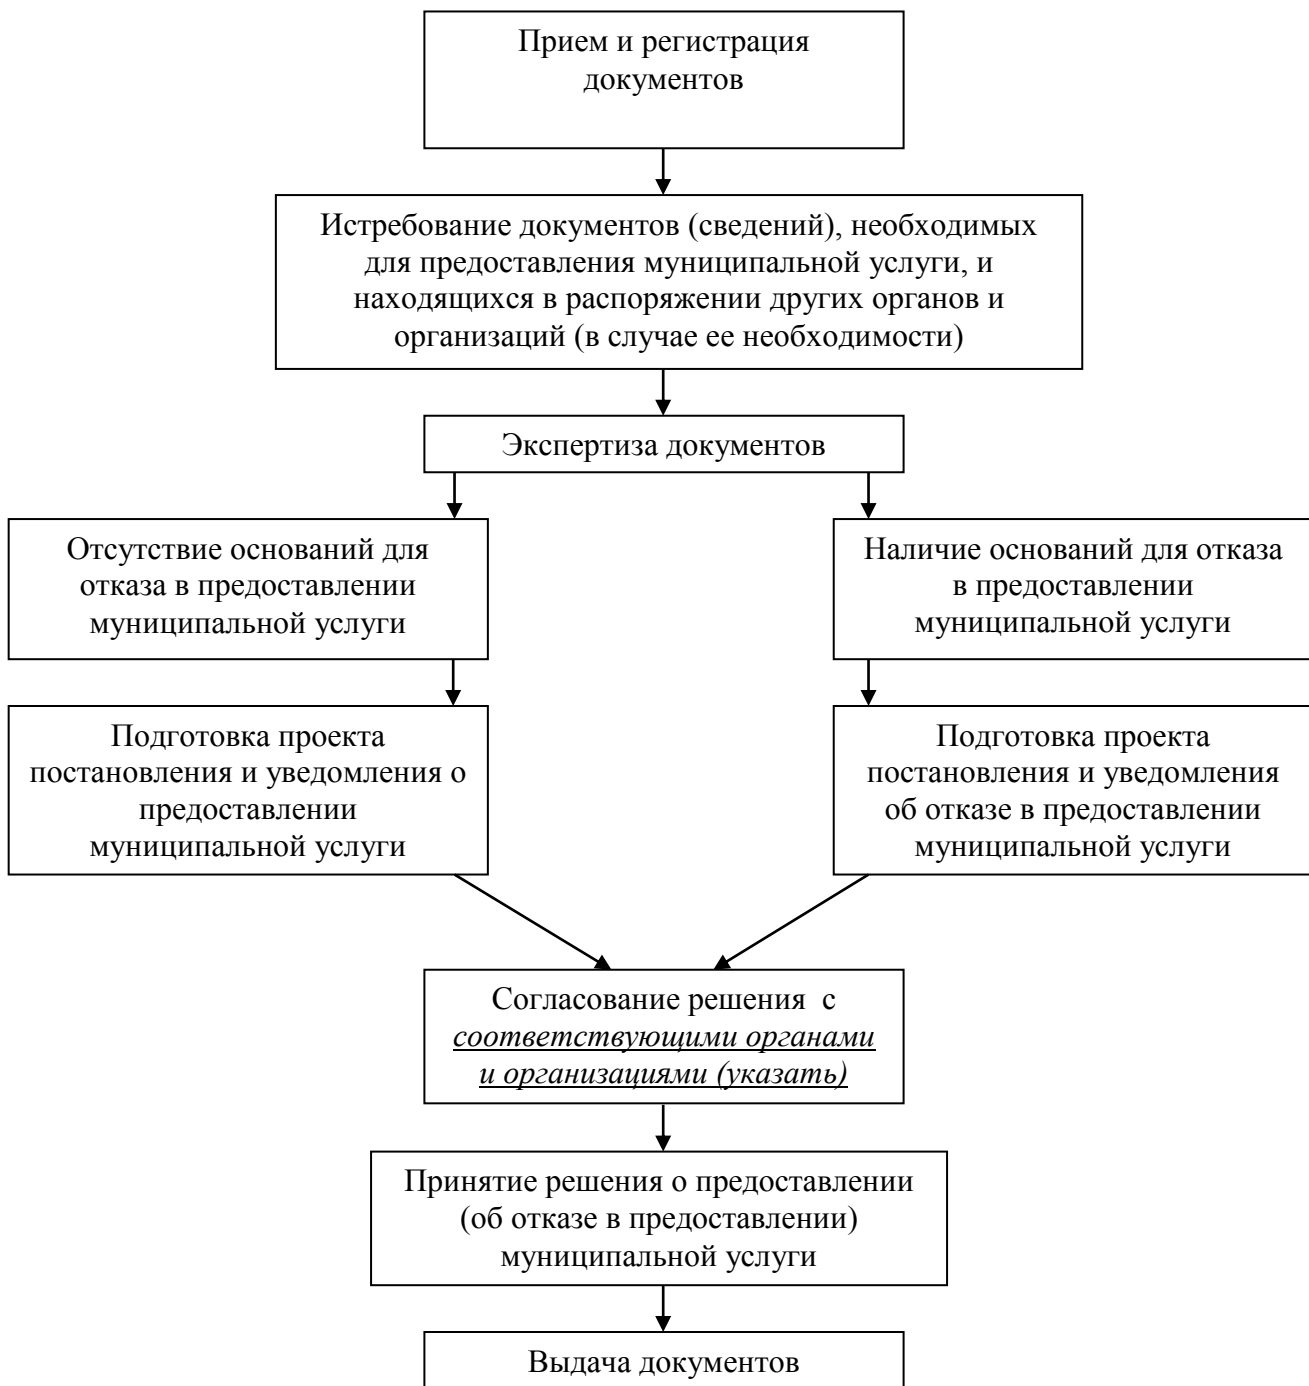 Прием и регистрация
документов
Истребование документов (сведений), необходимых
для предоставления муниципальной услуги, и
находящихся в распоряжении других органов и
организаций (в случае ее необходимости)
Экспертиза документов
Отсутствие оснований для
отказа в предоставлении
муниципальной услуги
Наличие оснований для отказа
в предоставлении
муниципальной услуги
Подготовка проекта
постановления и уведомления о
предоставлении
муниципальной услуги
Подготовка проекта
постановления и уведомления
об отказе в предоставлении
муниципальной услуги
Согласование решения  с
соответствующими органами
и организациями (указать)
Принятие решения о предоставлении
(об отказе в предоставлении)
муниципальной услуги
Выдача документов